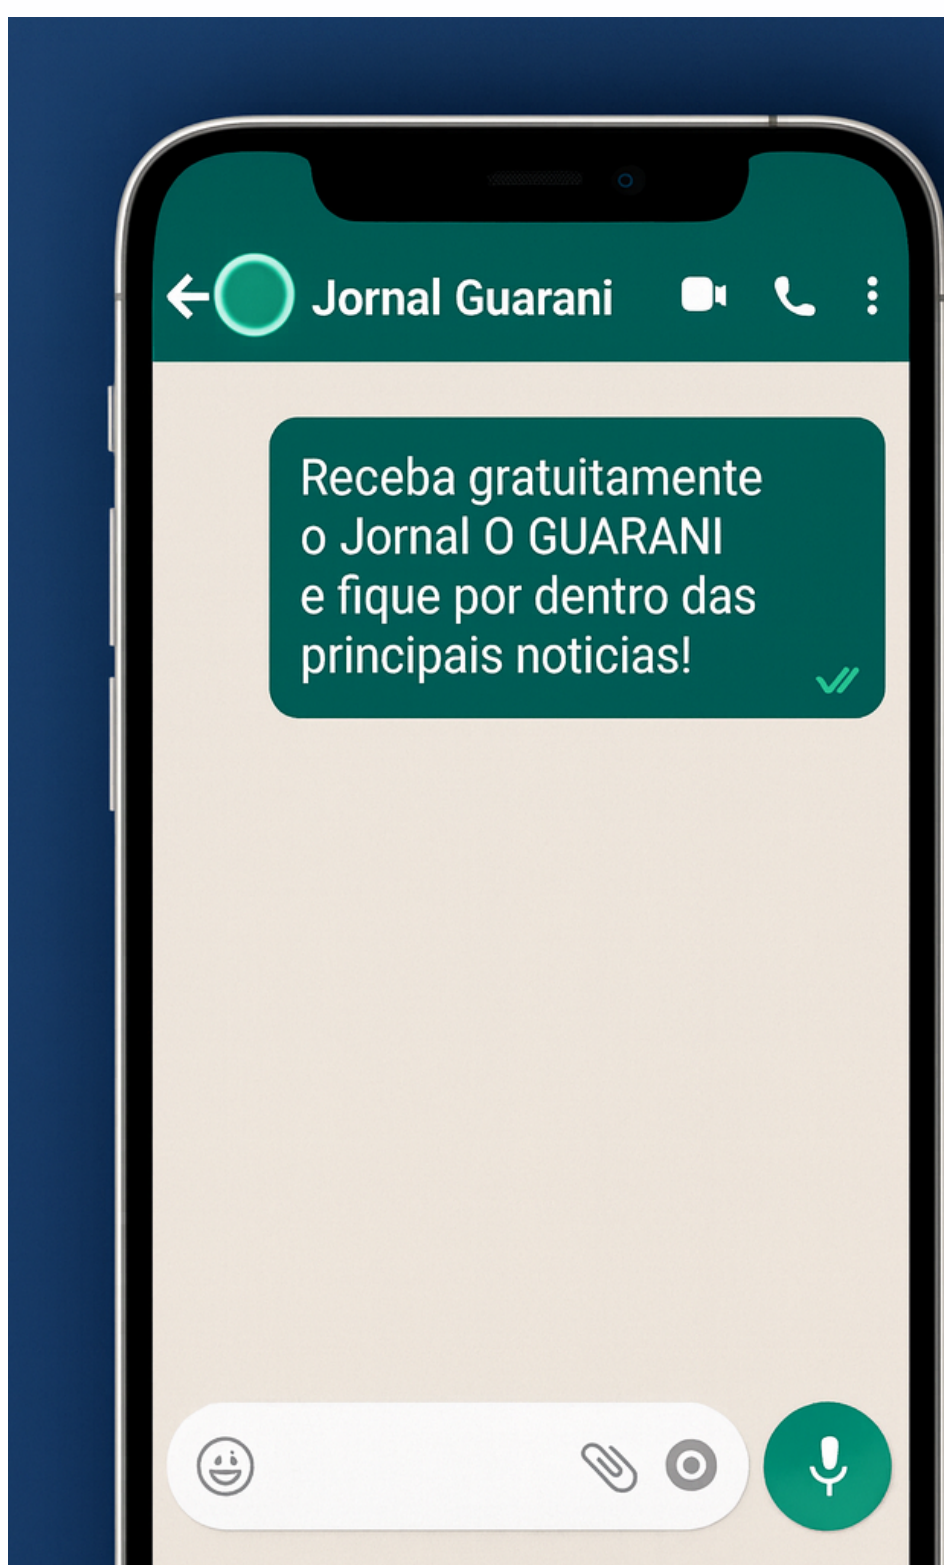 Jornal Guarani
Receba gratuitamente
o Jornal O GUARANI
e fique por dentro das
principais noticias!